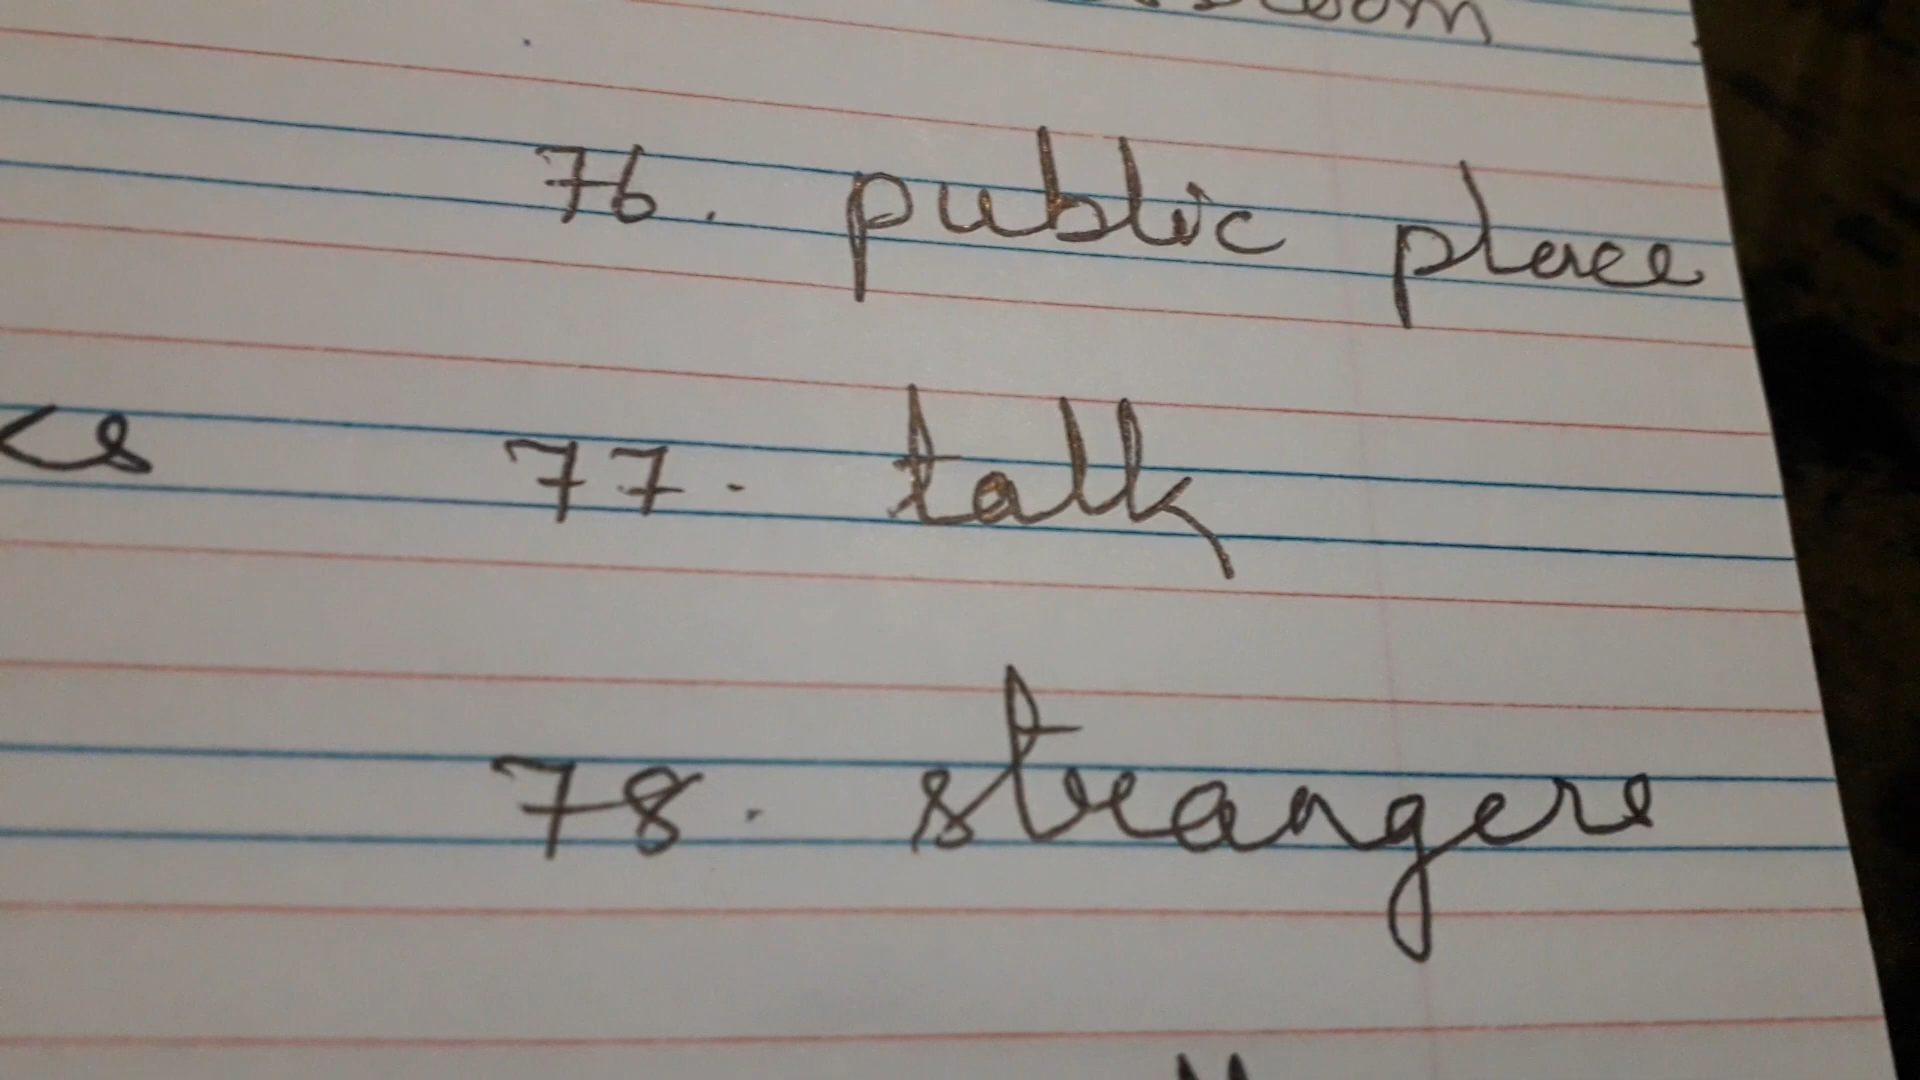 76. public place
77. talk
78. strangers